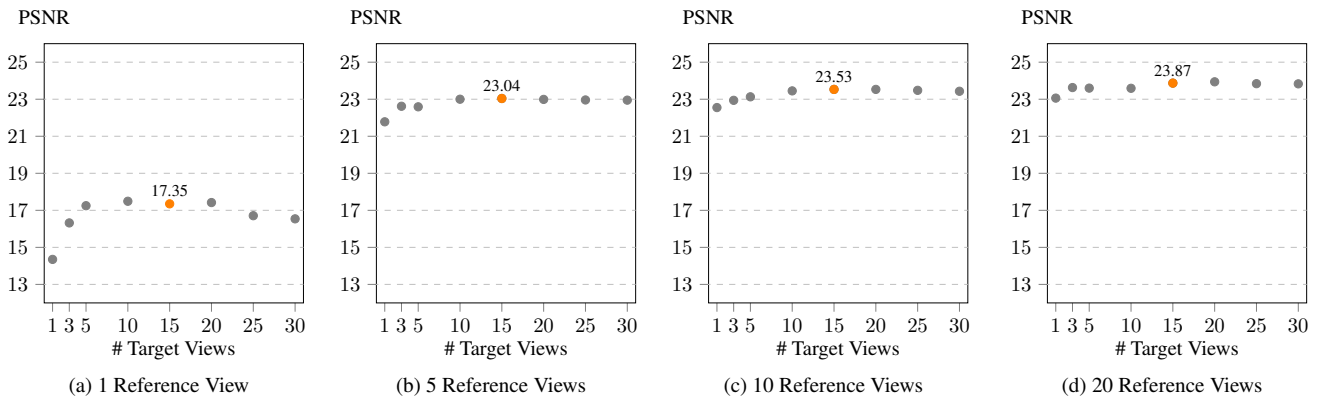 PSNR
25
23
21
19
17
15
13
17.35
1 3 5 10 15 20 25 30
# Target Views
(a) 1 Reference View
PSNR
25
23
21
19
17
15
13
23.04
1 3 5 10 15 20 25 30
# Target Views
(b) 5 Reference Views
PSNR
25
23
21
19
17
15
13
23.53
1 3 5 10 15 20 25 30
# Target Views
(c) 10 Reference Views
PSNR
25
23
21
19
17
15
13
23.87
1 3 5 10 15 20 25 30
# Target Views
(d) 20 Reference Views